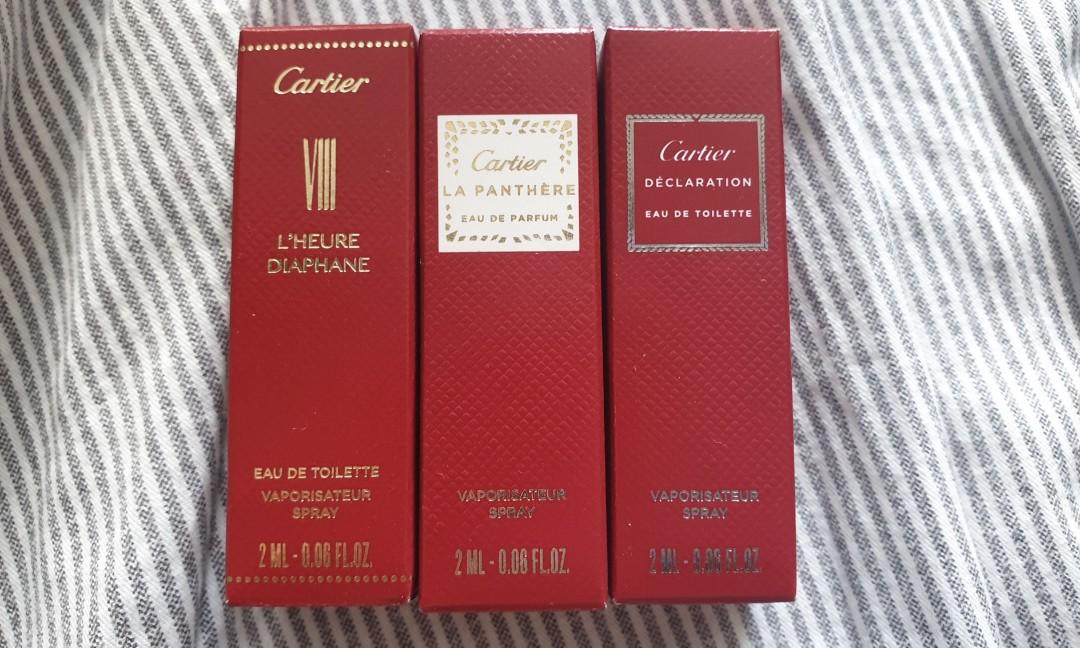 Cartier
VIII
L'HEURE
DIAPHANE
EAU DE TOILETTE
VAPORISATEUR
SPRAY
2 ML - 0.06 FL.OZ.
Cartier
LA PANTHÈRE
EAU DE PARFUM
VAPORISATEUR
SPRAY
2 ML - 0.06 FL.OZ.
Cartier
DÉCLARATION
EAU DE TOILETTE
VAPORISATEUR
SPRAY
2 ML - 0.06 FL.OZ.